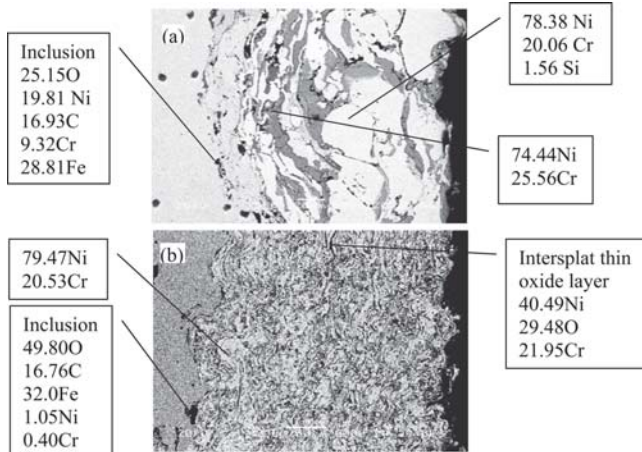 Inclusion
25.15O
19.81 Ni
16.93C
9.32Cr
28.81Fe
(a)
78.38 Ni
20.06 Cr
1.56 Si
74.44Ni
25.56Cr
79.47Ni
20.53Cr
Inclusion
49.80O
16.76C
32.0Fe
1.05Ni
0.40Cr
(b)
Intersplat thin
oxide layer
40.49Ni
29.48O
21.95Cr